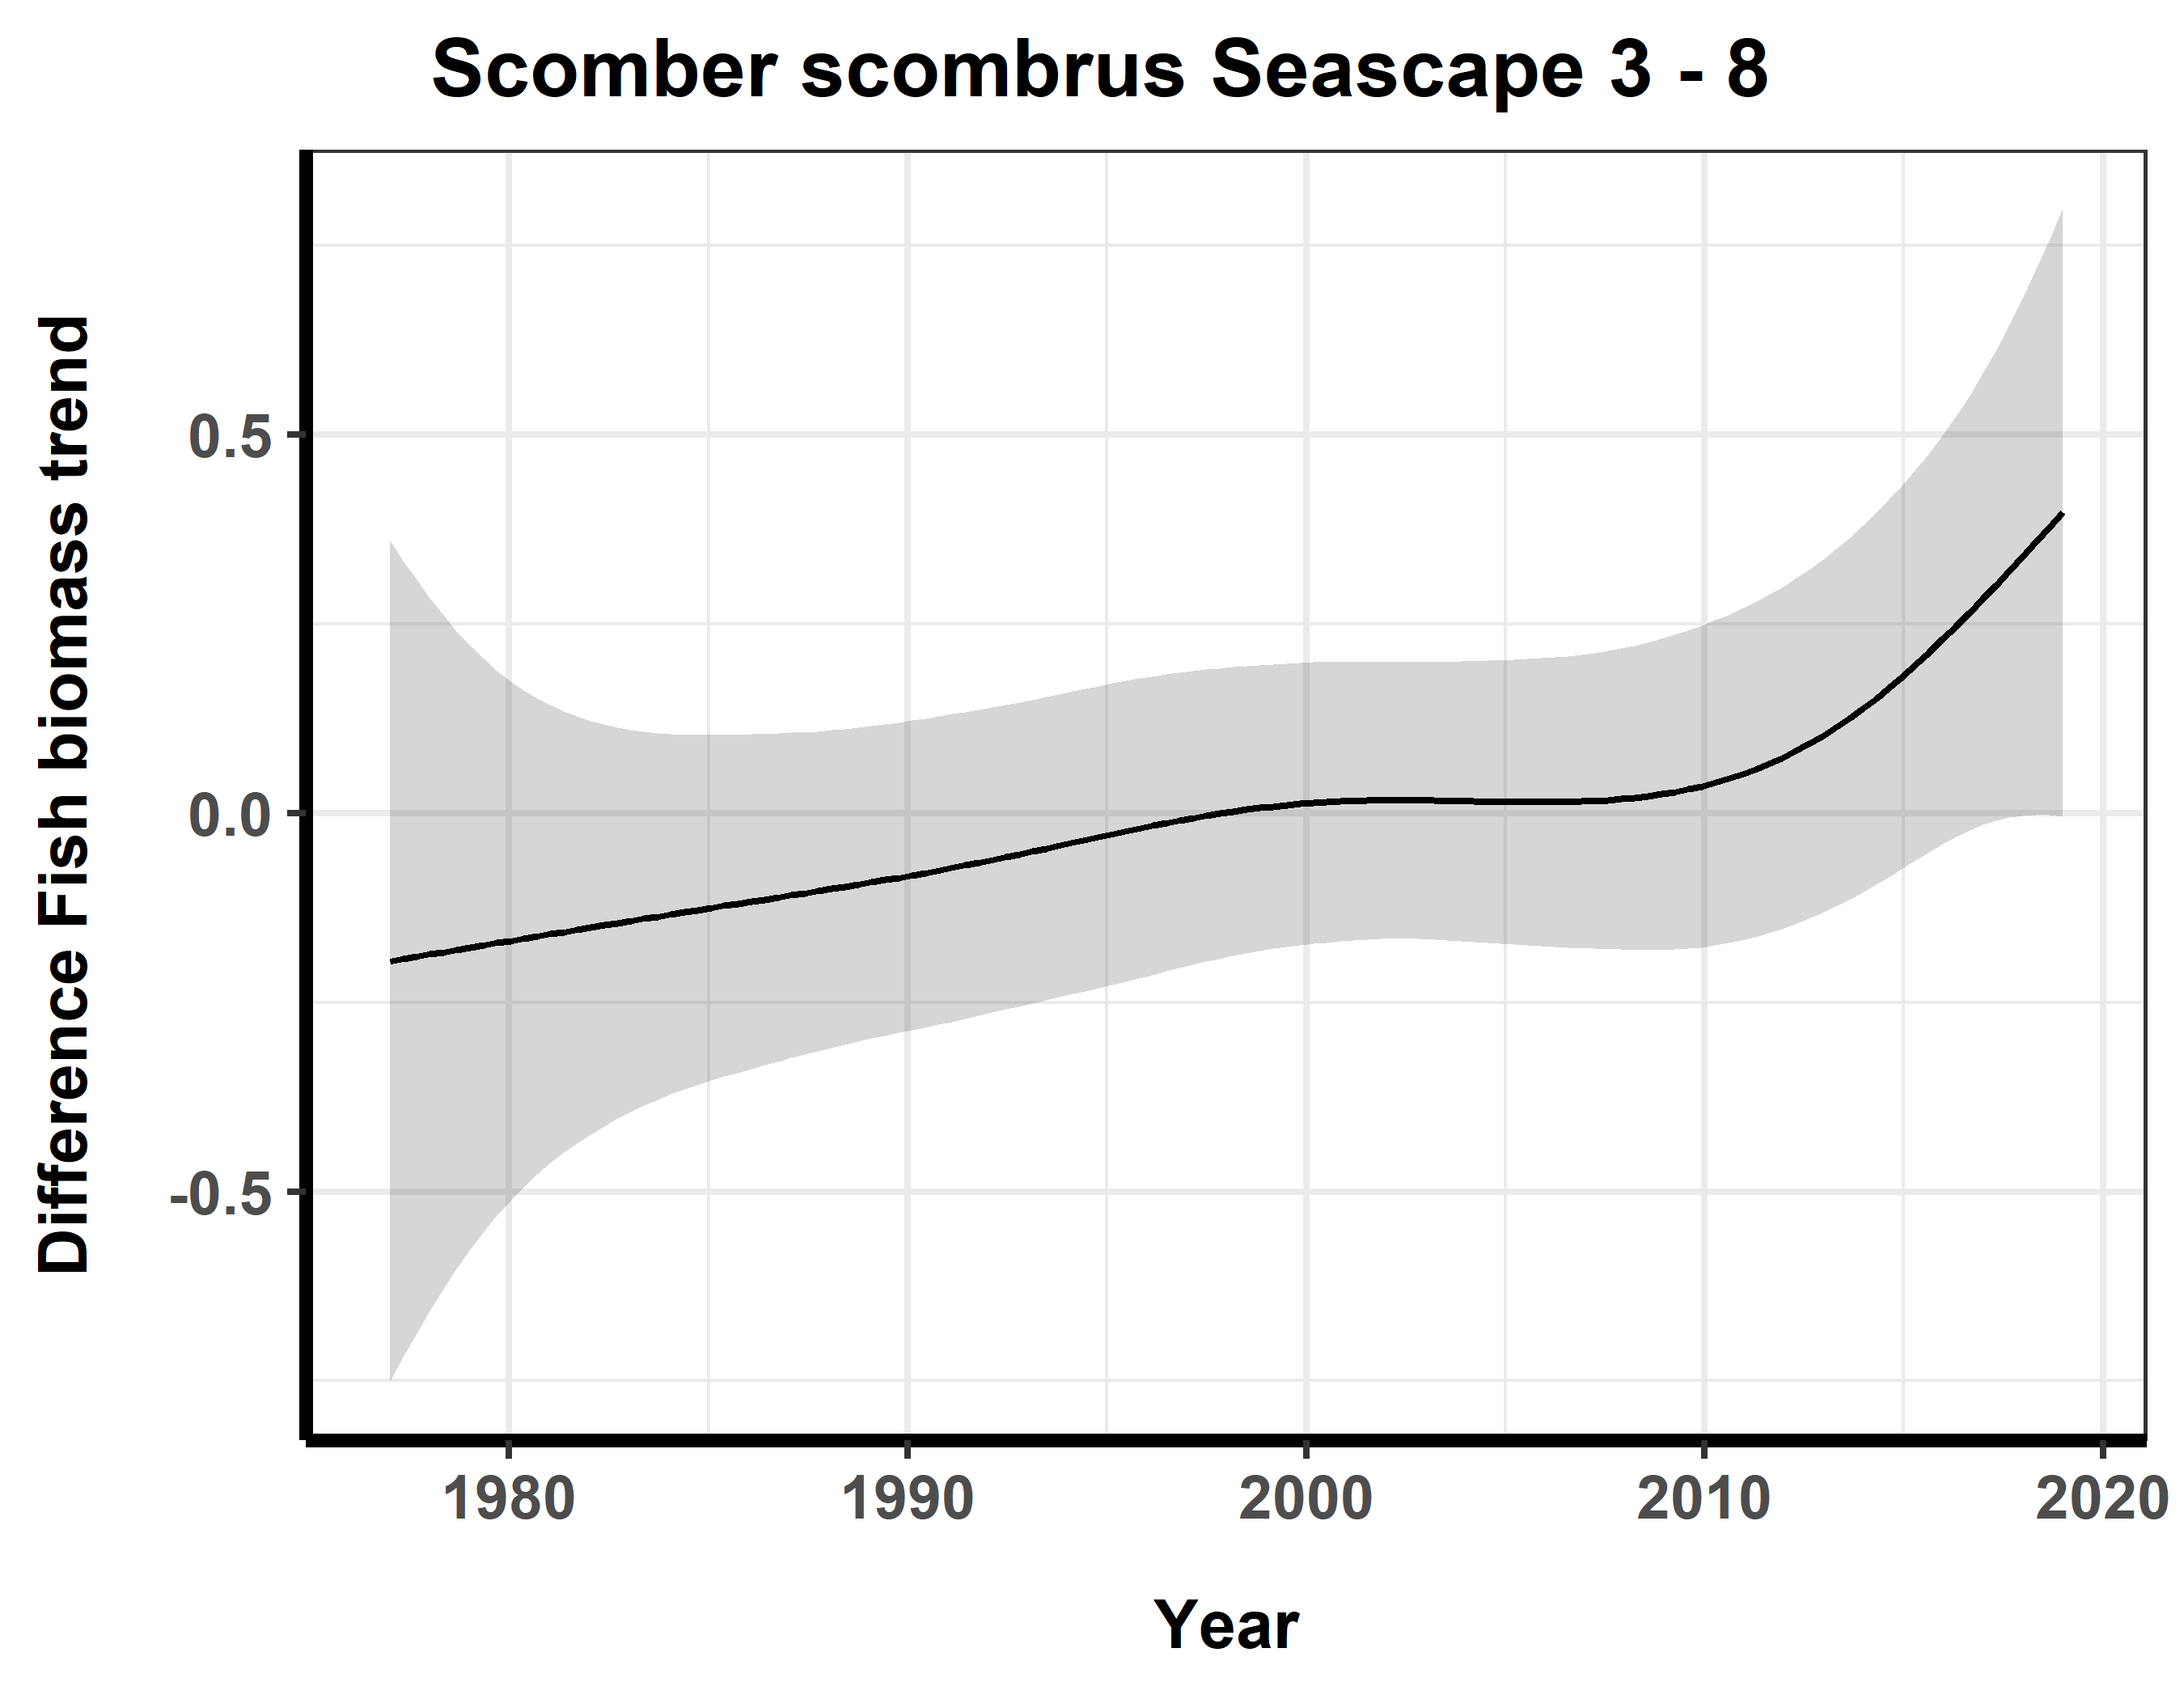 Scomber scombrus Seascape 3 - 8
Difference Fish biomass trend
0.5
0.0
-0.5
1980 1990 2000 2010 2020
Year